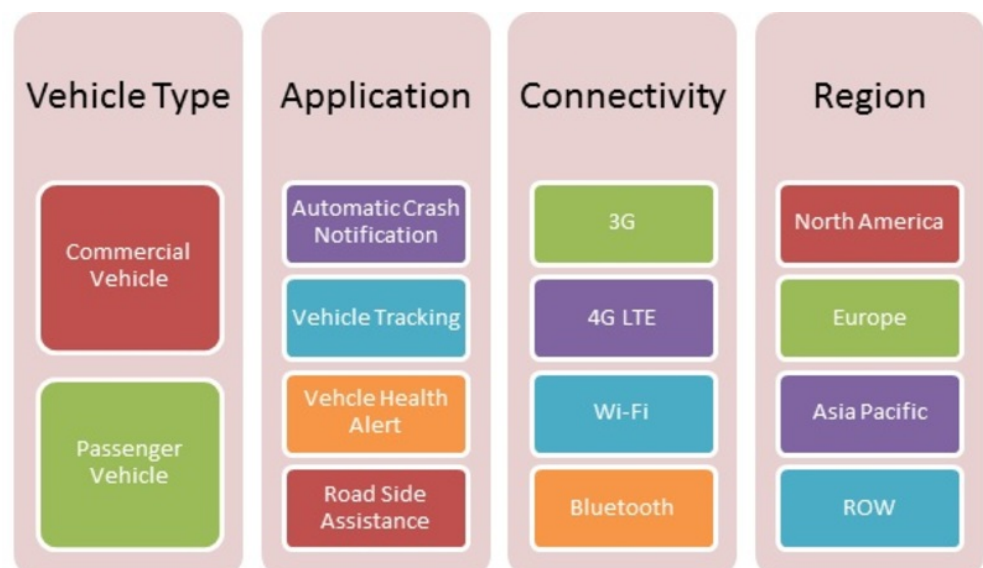 Vehicle Type
Commercial
Vehicle
Passenger
Vehicle
Application
Automatic Crash
Notification
Vehicle Tracking
Vehcle Health
Alert
Road Side
Assistance
Connectivity
3G
4G LTE
Wi-Fi
Bluetooth
Region
North America
Europe
Asia Pacific
ROW